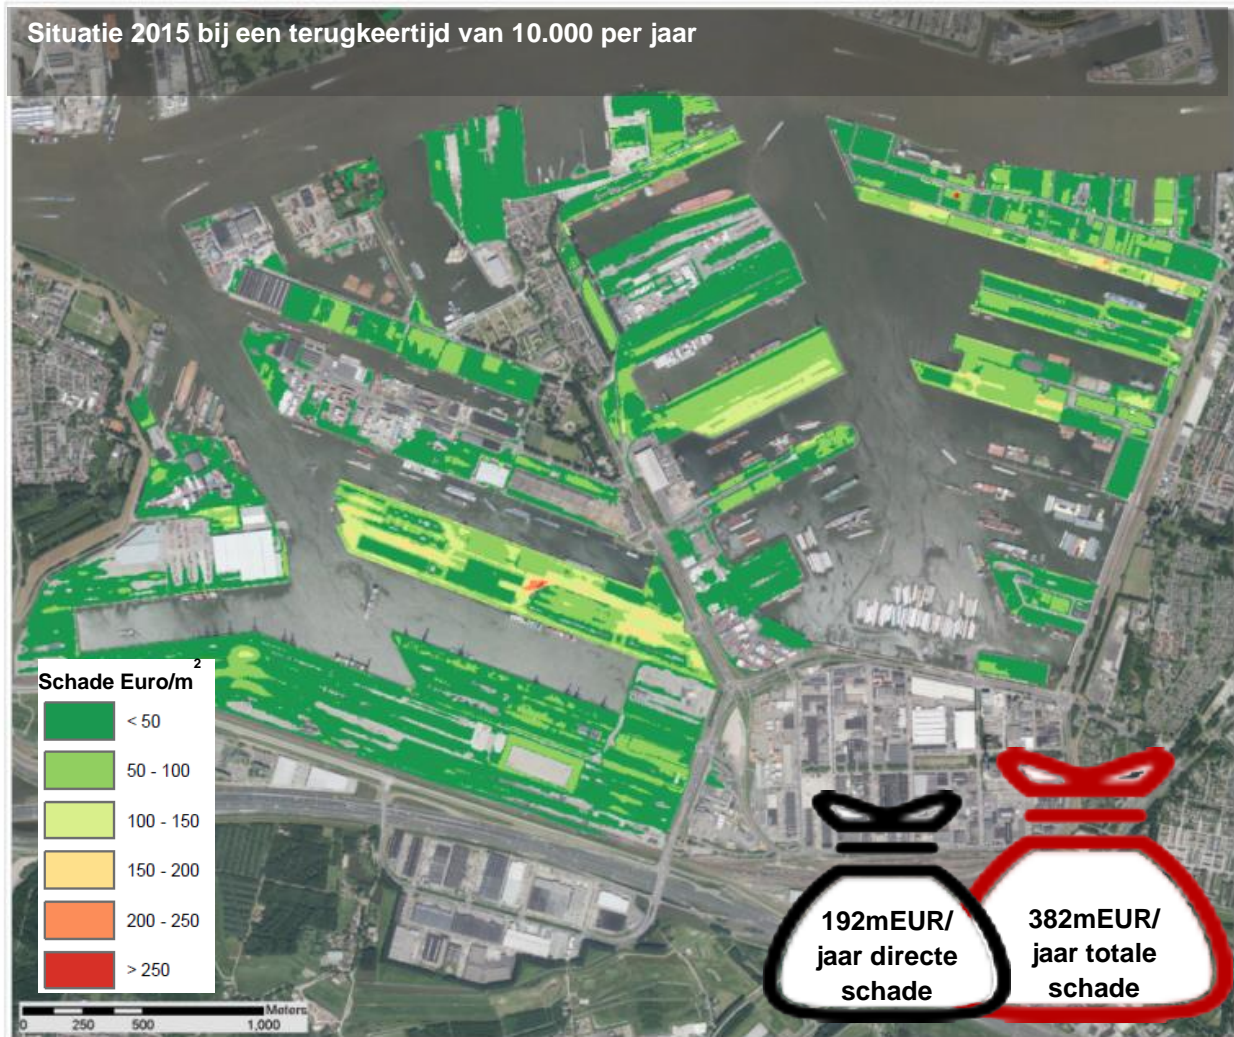 Situatie 2015 bij een terugkeertijd van 10.000 per jaar
Schade Euro/m²
< 50
50 - 100
100 - 150
150 - 200
200 - 250
> 250
Meters
0 250 500 1,000
192mEUR/
jaar directe
schade
382mEUR/
jaar totale
schade